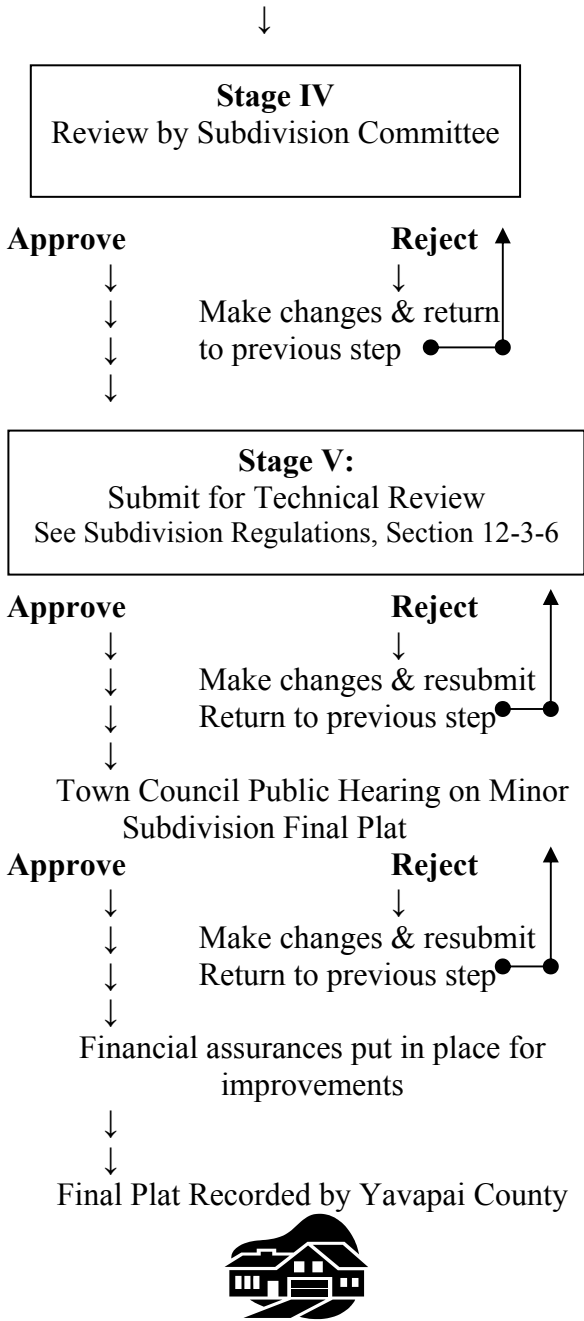 ↓
Stage IV
Review by Subdivision Committee
Approve Reject
↓ ↓
↓ Make changes & return
↓ to previous step
↓
Stage V:
Submit for Technical Review
See Subdivision Regulations, Section 12-3-6
Approve Reject
↓ ↓
↓ Make changes & resubmit
↓ Return to previous step
↓
Town Council Public Hearing on Minor
Subdivision Final Plat
Approve Reject
↓ ↓
↓ Make changes & resubmit
↓ Return to previous step
↓
Financial assurances put in place for
improvements
↓
↓
Final Plat Recorded by Yavapai County